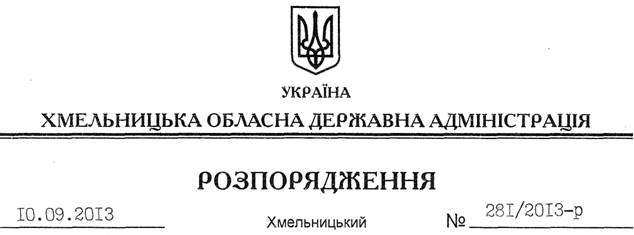 УКРАЇНА
ХМЕЛЬНИЦЬКА ОБЛАСНА ДЕРЖАВНА АДМІНІСТРАЦІЯ
РОЗПОРЯДЖЕННЯ
10.09.2013 Хмельницький № 281/2013-р